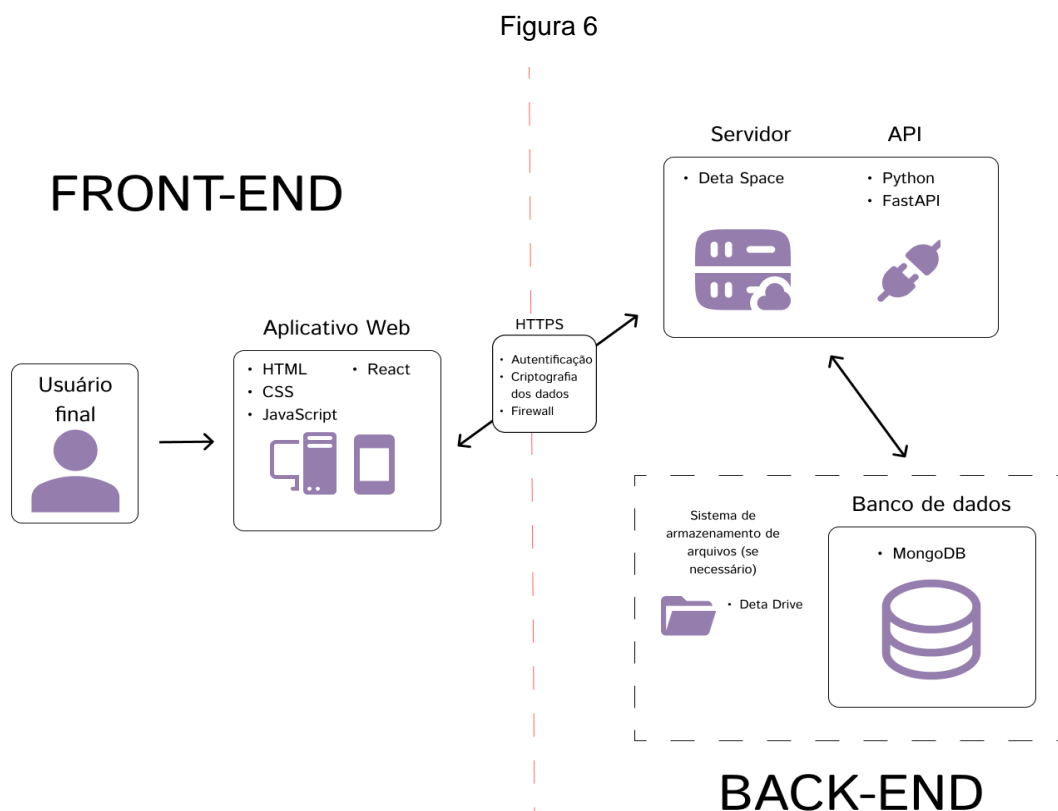 Figura 6
FRONT-END
Usuário
final
Aplicativo Web
• HTML
• CSS
• JavaScript
• React
HTTPS
• Autentificação
• Criptografia
dos dados
• Firewall
Servidor
API
• Deta Space
• Python
• FastAPI
Sistema de
armazenamento de
arquivos (se
necessário)
• Deta Drive
Banco de dados
• MongoDB
BACK-END